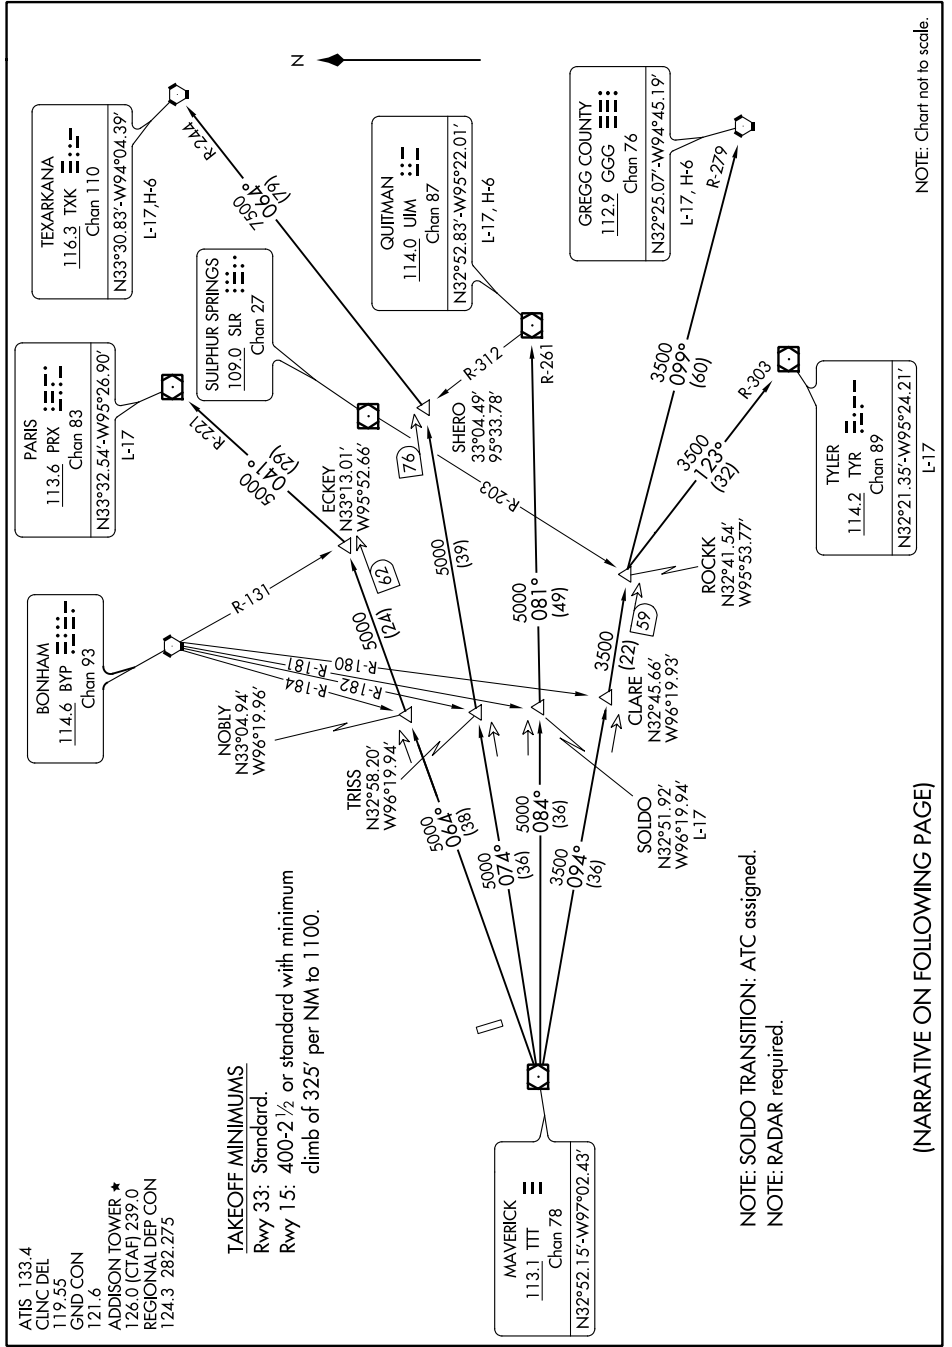 ATIS 133.4
CLNC DEL
119.55
GND CON
121.6
ADDISON TOWER ★
126.0 (CTAF) 239.0
REGIONAL DEP CON
124.3 282.275
TAKEOFF MINIMUMS
Rwy 33: Standard.
Rwy 15: 400-2½ or standard with minimum
climb of 325' per NM to 1100.
BONHAM
114.6 BYP
Chan 93
PARIS
113.6 PRX
Chan 83
N33°32.54'-W95°26.90'
L-17
TEXARKANA
116.3 TXK
Chan 110
N33°30.83'-W94°04.39'
L-17,H-6
SULPHUR SPRINGS
109.0 SLR
Chan 27
QUITMAN
114.0 UIM
Chan 87
N32°52.83'-W95°22.01'
L-17, H-6
GREGG COUNTY
112.9 GGG
Chan 76
N32°25.07'-W94°45.19'
L-17, H-6
TYLER
114.2 TYR
Chan 89
N32°21.35'-W95°24.21'
L-17
MAVERICK
113.1 TTT
Chan 78
N32°52.15'-W97°02.43'
N
R-131
R-184
R-182
R-181
R-180
R-221
5000
041°
(29)
R-244
7500
064°
(79)
ECKEY
N33°13.01'
W95°52.66'
62
5000
(24)
NOBLY
N33°04.94'
W96°19.96'
5000
064°
(38)
TRISS
N32°58.20'
W96°19.94'
5000
074°
(36)
5000
(39)
76
SHERO
33°04.49'
95°33.78'
R-312
R-261
R-203
5000
084°
(36)
5000
081°
(49)
SOLDO
N32°51.92'
W96°19.94'
L-17
3500
094°
(36)
CLARE
N32°45.66'
W96°19.93'
3500
(22)
59
ROCKK
N32°41.54'
W95°53.77'
3500
099°
(60)
R-279
3500
123°
(32)
R-303
NOTE: SOLDO TRANSITION: ATC assigned.
NOTE: RADAR required.
NOTE: Chart not to scale.
(NARRATIVE ON FOLLOWING PAGE)